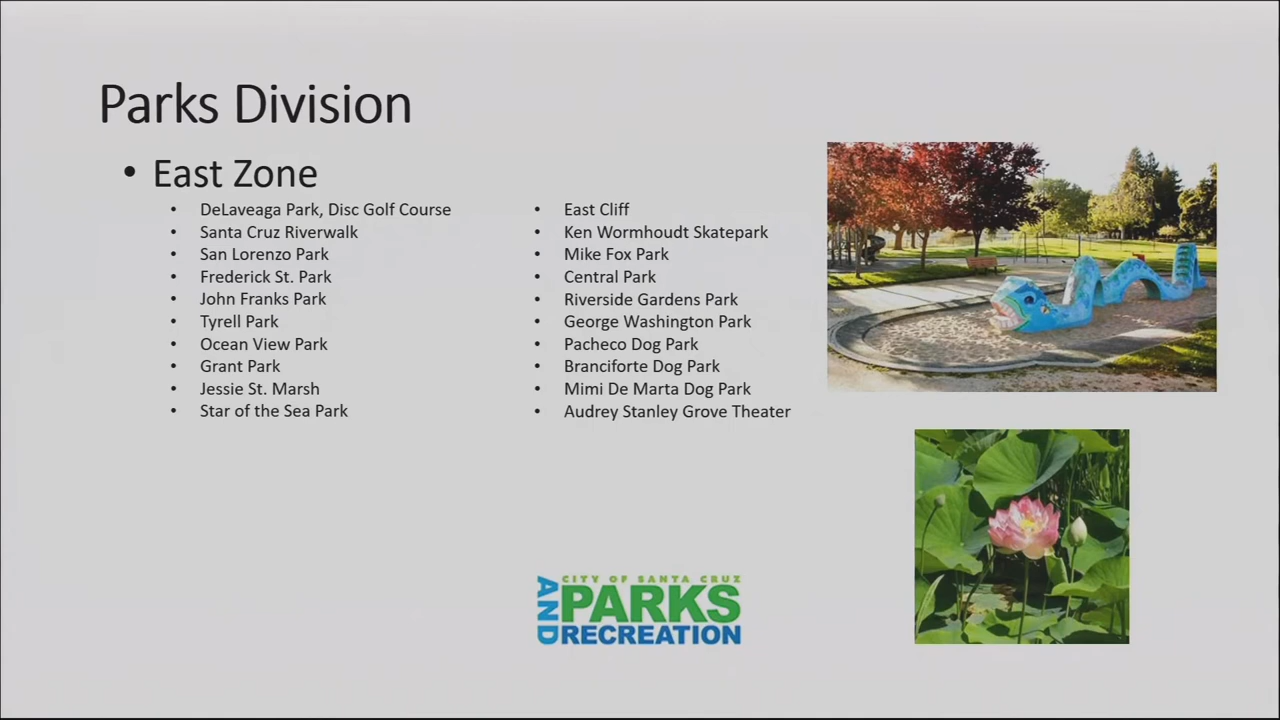 Parks Division
• East Zone
• DeLaveaga Park, Disc Golf Course
• Santa Cruz Riverwalk
• San Lorenzo Park
• Frederick St. Park
• John Franks Park
• Tyrell Park
• Ocean View Park
• Grant Park
• Jessie St. Marsh
• Star of the Sea Park
• East Cliff
• Ken Wormhoudt Skatepark
• Mike Fox Park
• Central Park
• Riverside Gardens Park
• George Washington Park
• Pacheco Dog Park
• Branciforte Dog Park
• Mimi De Marta Dog Park
• Audrey Stanley Grove Theater
CITY OF SANTA CRUZ
PARKS
AND
RECREATION